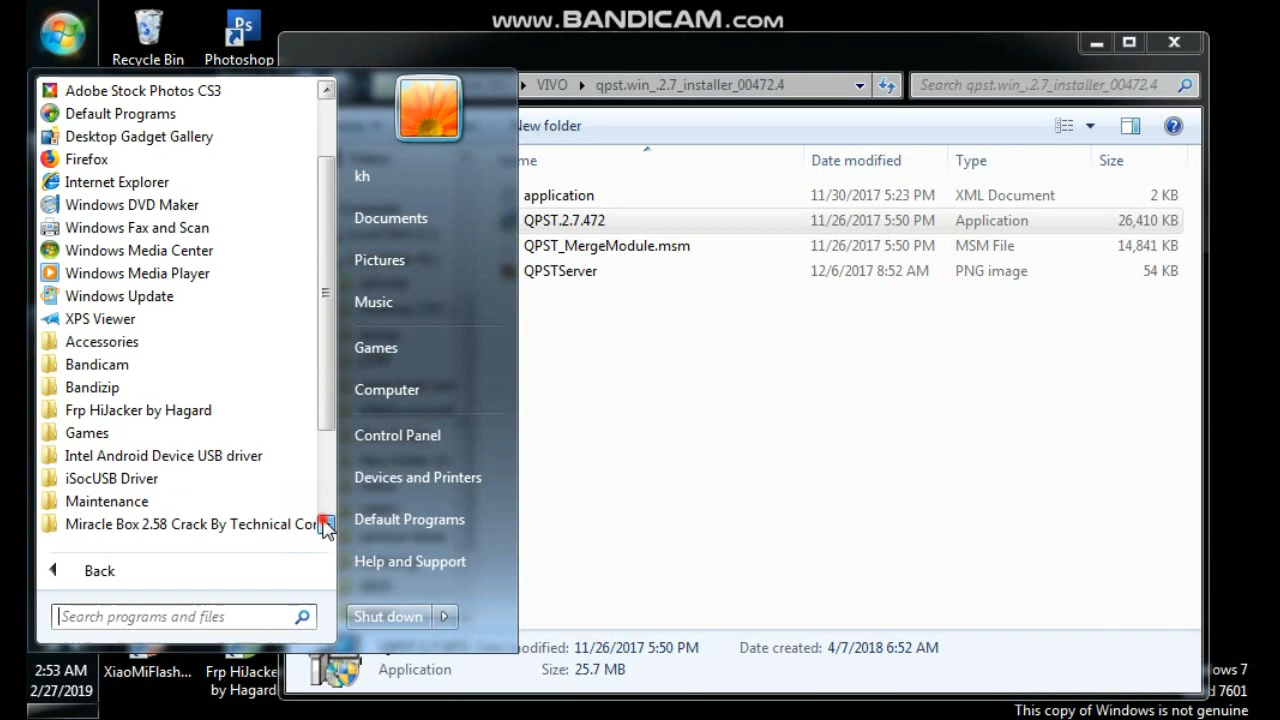 www.BANDICAM.com
Recycle Bin
Photoshop
VIVO
qpst.win_.2.7_installer_00472.4
Search qpst.win_.2.7_installer_00472.4
New folder
me
Date modified
Type
Size
application
11/30/2017 5:23 PM
XML Document
2 KB
QPST.2.7.472
11/26/2017 5:50 PM
Application
26,410 KB
QPST_MergeModule.msm
11/26/2017 5:50 PM
MSM File
14,841 KB
QPSTServer
12/6/2017 8:52 AM
PNG image
54 KB
Adobe Stock Photos CS3
Default Programs
Desktop Gadget Gallery
Firefox
Internet Explorer
Windows DVD Maker
Windows Fax and Scan
Windows Media Center
Windows Media Player
Windows Update
XPS Viewer
Accessories
Bandicam
Bandizip
Frp HiJacker by Hagard
Games
Intel Android Device USB driver
iSocUSB Driver
Maintenance
Miracle Box 2.58 Crack By Technical Cor
Back
Search programs and files
kh
Documents
Pictures
Music
Games
Computer
Control Panel
Devices and Printers
Default Programs
Help and Support
Shut down
2:53 AM
2/27/2019
XiaoMiFlash...
Frp HiJacke
by Hagard
odified: 11/26/2017 5:50 PM
Date created: 4/7/2018 6:52 AM
Application
Size: 25.7 MB
ows 7
d 7601
This copy of Windows is not genuine